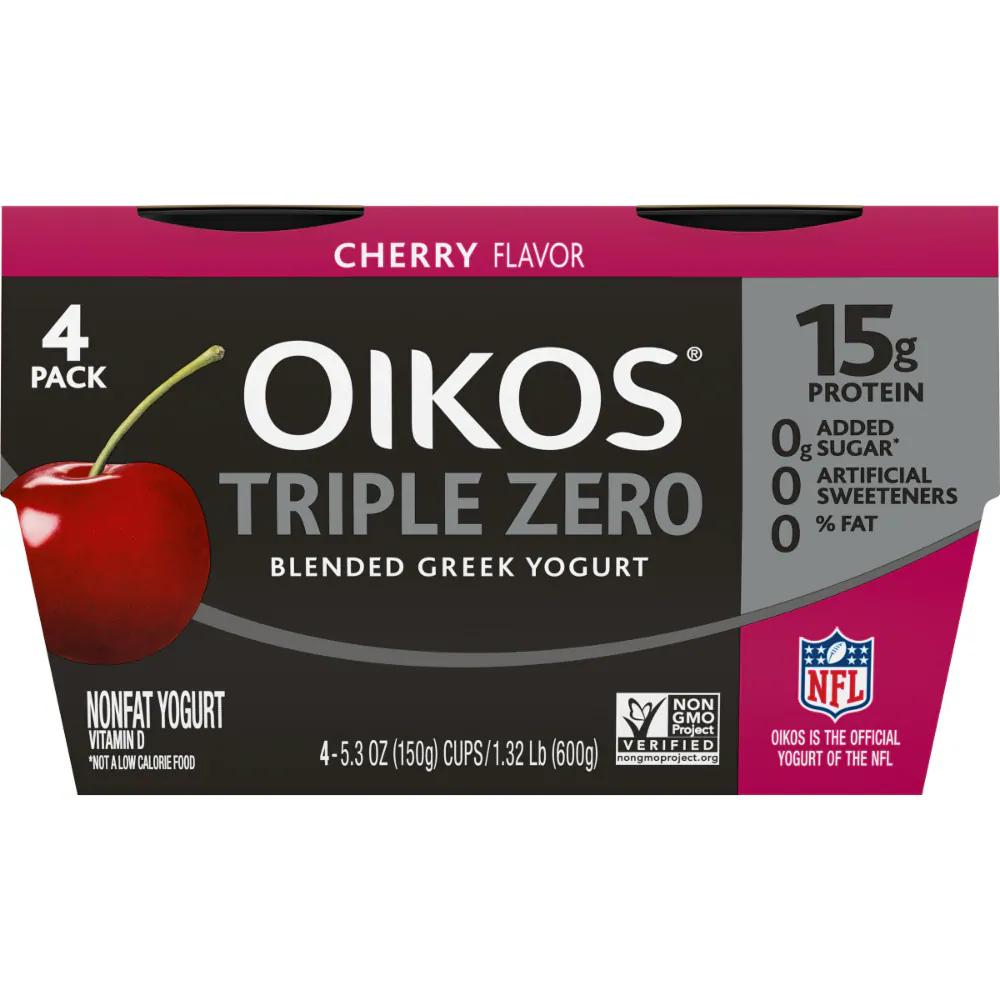 CHERRY FLAVOR
4
PACK
OIKOS®
TRIPLE ZERO
BLENDED GREEK YOGURT
15g
PROTEIN
0g ADDED
SUGAR*
0 ARTIFICIAL
SWEETENERS
0 % FAT
NONFAT YOGURT
VITAMIN D
*NOT A LOW CALORIE FOOD
4 - 5.3 OZ (150g) CUPS/1.32 Lb (600g)
NON
GMO
Project
VERIFIED
nongmoproject.org
NFL
OIKOS IS THE OFFICIAL
YOGURT OF THE NFL